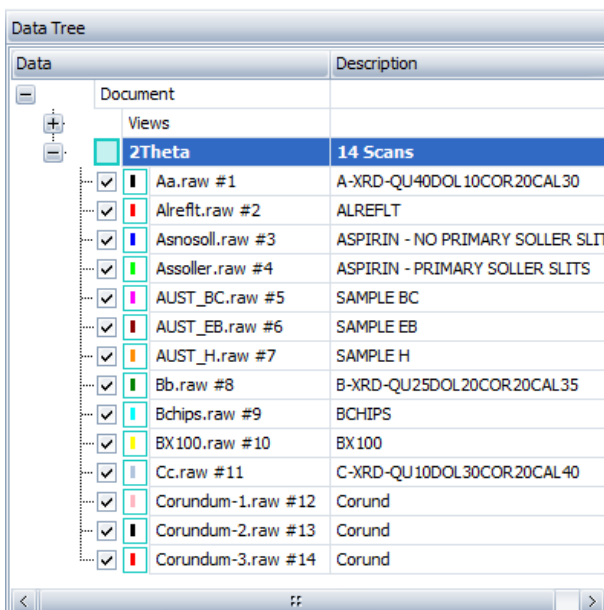 Data Tree
Data Description
Document
Views
2Theta 14 Scans
Aa.raw #1 A-XRD-QU40DOL10COR20CAL30
Alreflt.raw #2 ALREFLT
Asnosoll.raw #3 ASPIRIN - NO PRIMARY SOLLER SLIT
Assoller.raw #4 ASPIRIN - PRIMARY SOLLER SLITS
AUST_BC.raw #5 SAMPLE BC
AUST_EB.raw #6 SAMPLE EB
AUST_H.raw #7 SAMPLE H
Bb.raw #8 B-XRD-QU25DOL20COR20CAL35
Bchips.raw #9 BCHIPS
BX100.raw #10 BX100
Cc.raw #11 C-XRD-QU10DOL30COR20CAL40
Corundum-1.raw #12 Corund
Corundum-2.raw #13 Corund
Corundum-3.raw #14 Corund